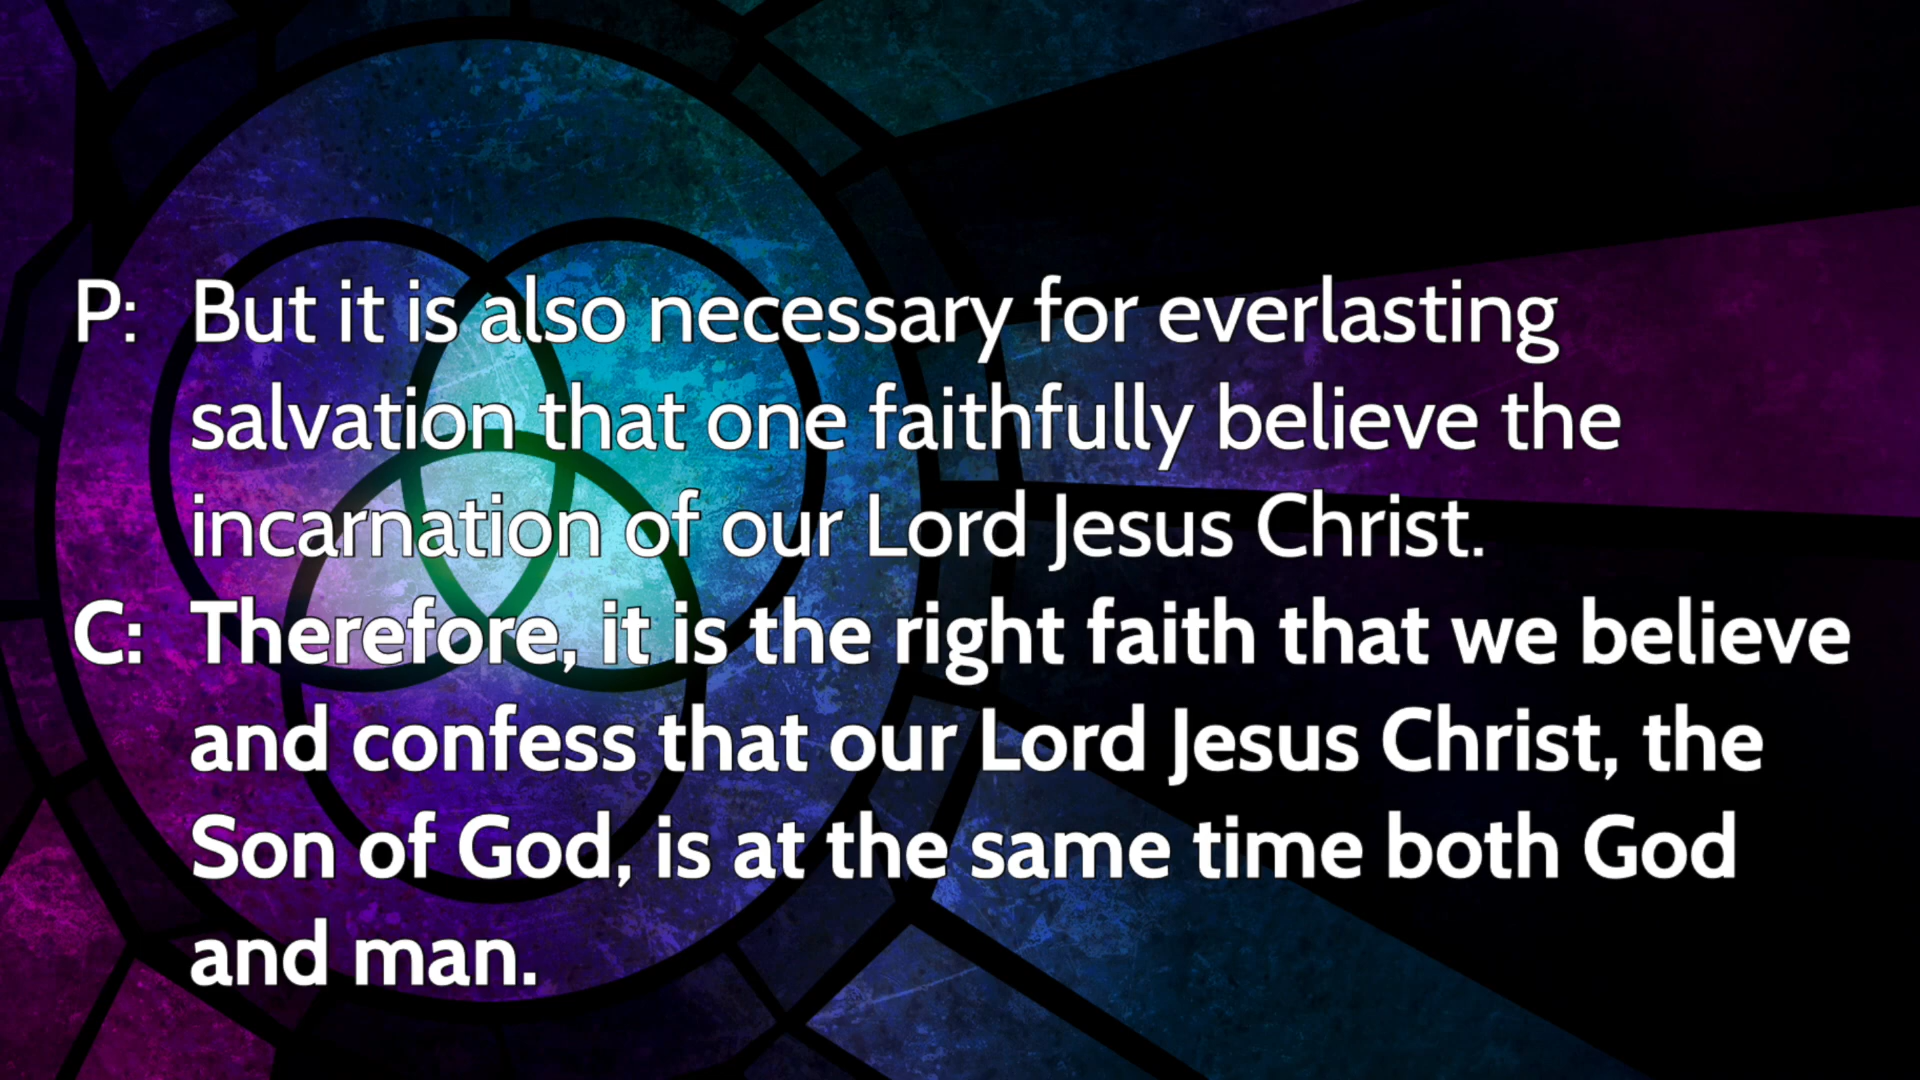 P: But it is also necessary for everlasting
salvation that one faithfully believe the
incarnation of our Lord Jesus Christ.
C: Therefore, it is the right faith that we believe
and confess that our Lord Jesus Christ, the
Son of God, is at the same time both God
and man.